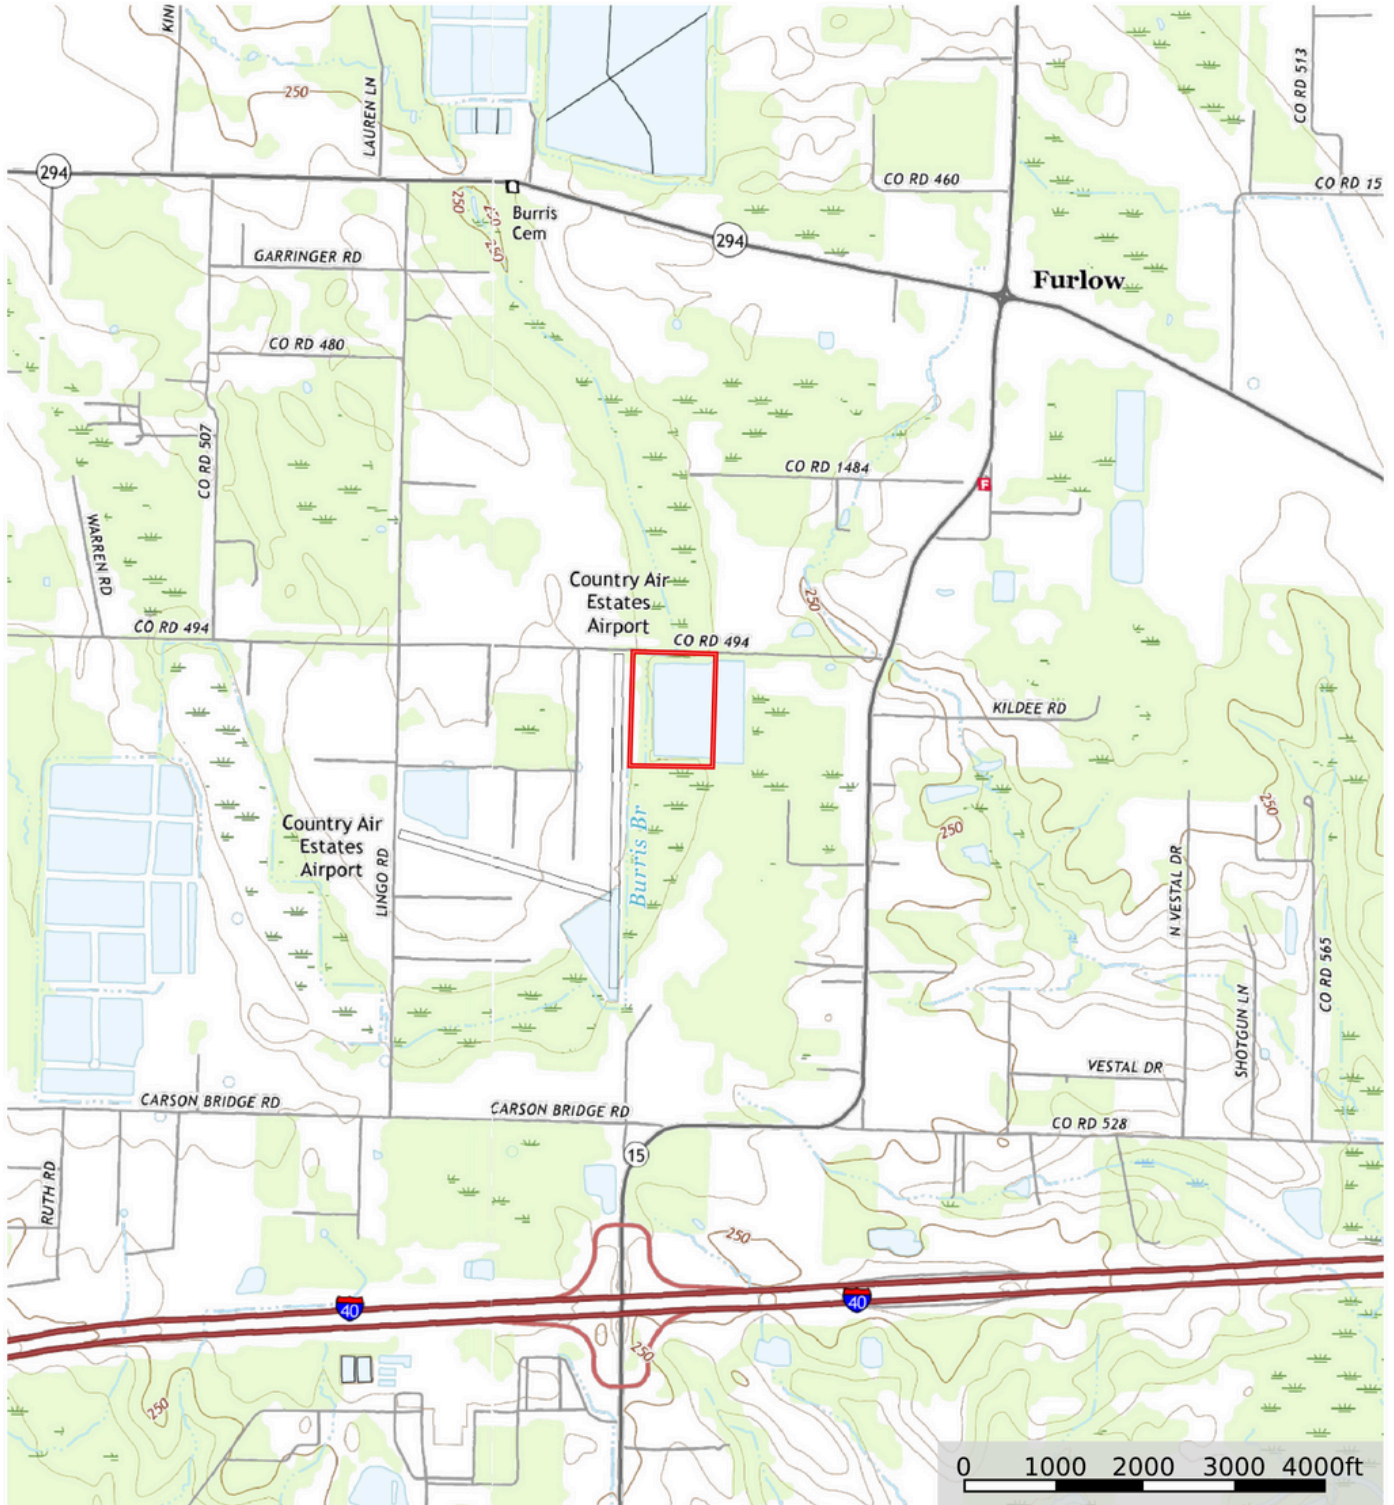 KIN
250
LAUREN LN
CO RD 513
294
CO RD 460
CO RD 15
250
250
250
Burris
Cem
294
GARRINGER RD
Furlow
CO RD 480
CO RD 507
CO RD 1484
F
WARREN RD
Country Air
Estates
Airport
250
CO RD 494
CO RD 494
KILDEE RD
250
Country Air
Estates
Airport
Burris Br
250
LINGO RD
N VESTAL DR
CO RD 565
SHOTGUN LN
VESTAL DR
CARSON BRIDGE RD
CARSON BRIDGE RD
CO RD 528
15
RUTH RD
250
40
40
250
250
0 1000 2000 3000 4000ft